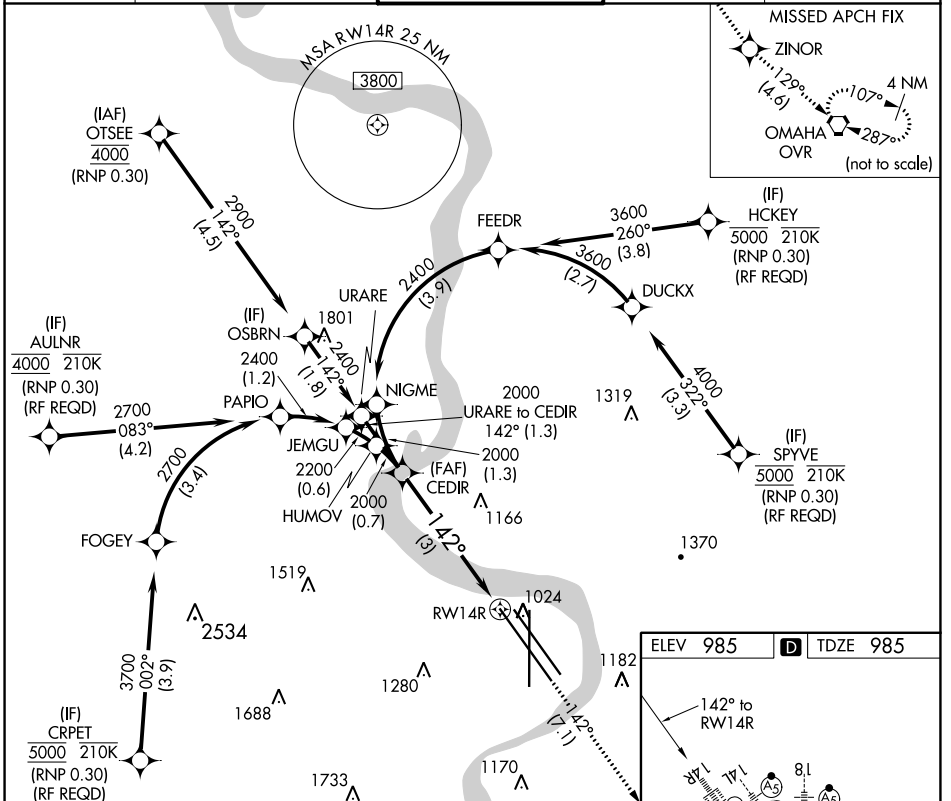 MSA RW14R 25 NM
3800
MISSED APCH FIX
ZINOR
129°
(4.6)
4 NM
107°
287°
OMAHA
OVR
(not to scale)
(IAF)
OTSEE
4000
(RNP 0.30)
2900
142°
(4.5)
FEEDR
3600
260°
(3.8)
(IF)
HCKEY
5000 210K
(RNP 0.30)
(RF REQD)
3600
(2.7)
DUCKX
2400
(3.9)
URARE
(IF)
OSBRN
1801
2400
142°
(1.8)
(IF)
AULNR
4000 210K
(RNP 0.30)
(RF REQD)
2700
083°
(4.2)
2400
(1.2)
PAPIO
NIGME
2000
URARE to CEDIR
142° (1.3)
1319
4000
322°
(3.3)
JEMGU
2200
(0.6)
HUMOV
2000
(0.7)
2000
(1.3)
(FAF)
CEDIR
(IF)
SPYVE
5000 210K
(RNP 0.30)
(RF REQD)
2700
(3.4)
1166
142°
(3)
FOGEY
1370
1519
2534
RW14R
1024
3700
002°
(3.9)
1280
1688
1182
142°
(7.1)
(IF)
CRPET
5000 210K
(RNP 0.30)
(RF REQD)
1733
1170
ELEV 985
D
TDZE 985
142° to
RW14R
14R
14L
18
A5
A5